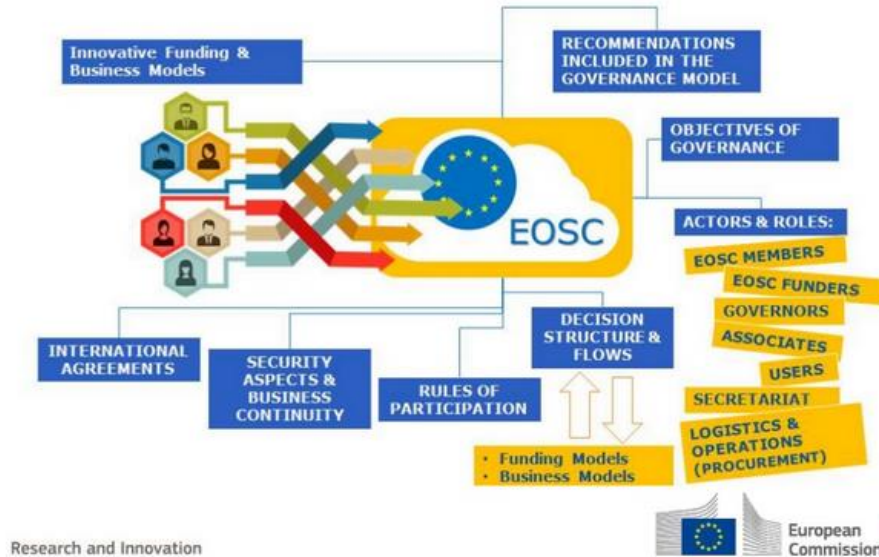 Innovative Funding &
Business Models
RECOMMENDATIONS
INCLUDED IN THE
GOVERNANCE MODEL
OBJECTIVES OF
GOVERNANCE
EOSC
ACTORS & ROLES:
EOSC MEMBERS
EOSC FUNDERS
GOVERNORS
ASSOCIATES
USERS
SECRETARIAT
LOGISTICS &
OPERATIONS
(PROCUREMENT)
INTERNATIONAL
AGREEMENTS
SECURITY
ASPECTS &
BUSINESS
CONTINUITY
RULES OF
PARTICIPATION
DECISION
STRUCTURE &
FLOWS
• Funding Models
• Business Models
Research and Innovation
European
Commission